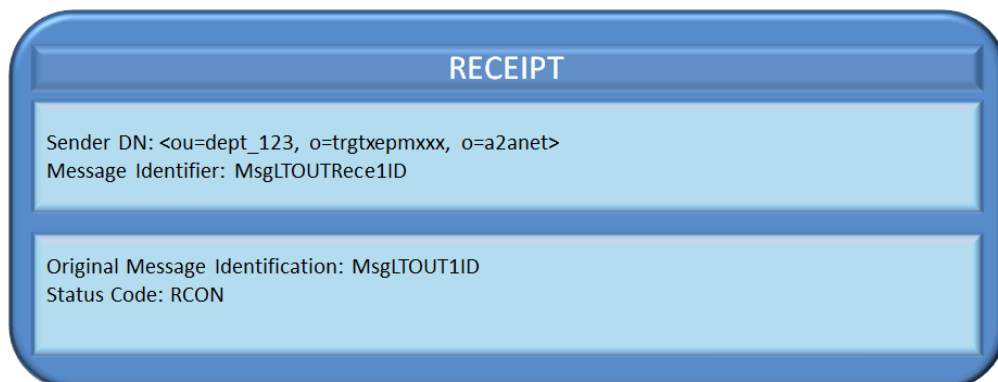 RECEIPT
Sender DN: <ou=dept_123, o=trgtxepmxxx, o=a2anet>
Message Identifier: MsgLTOUTRece1ID
Original Message Identification: MsgLTOUT1ID
Status Code: RCON